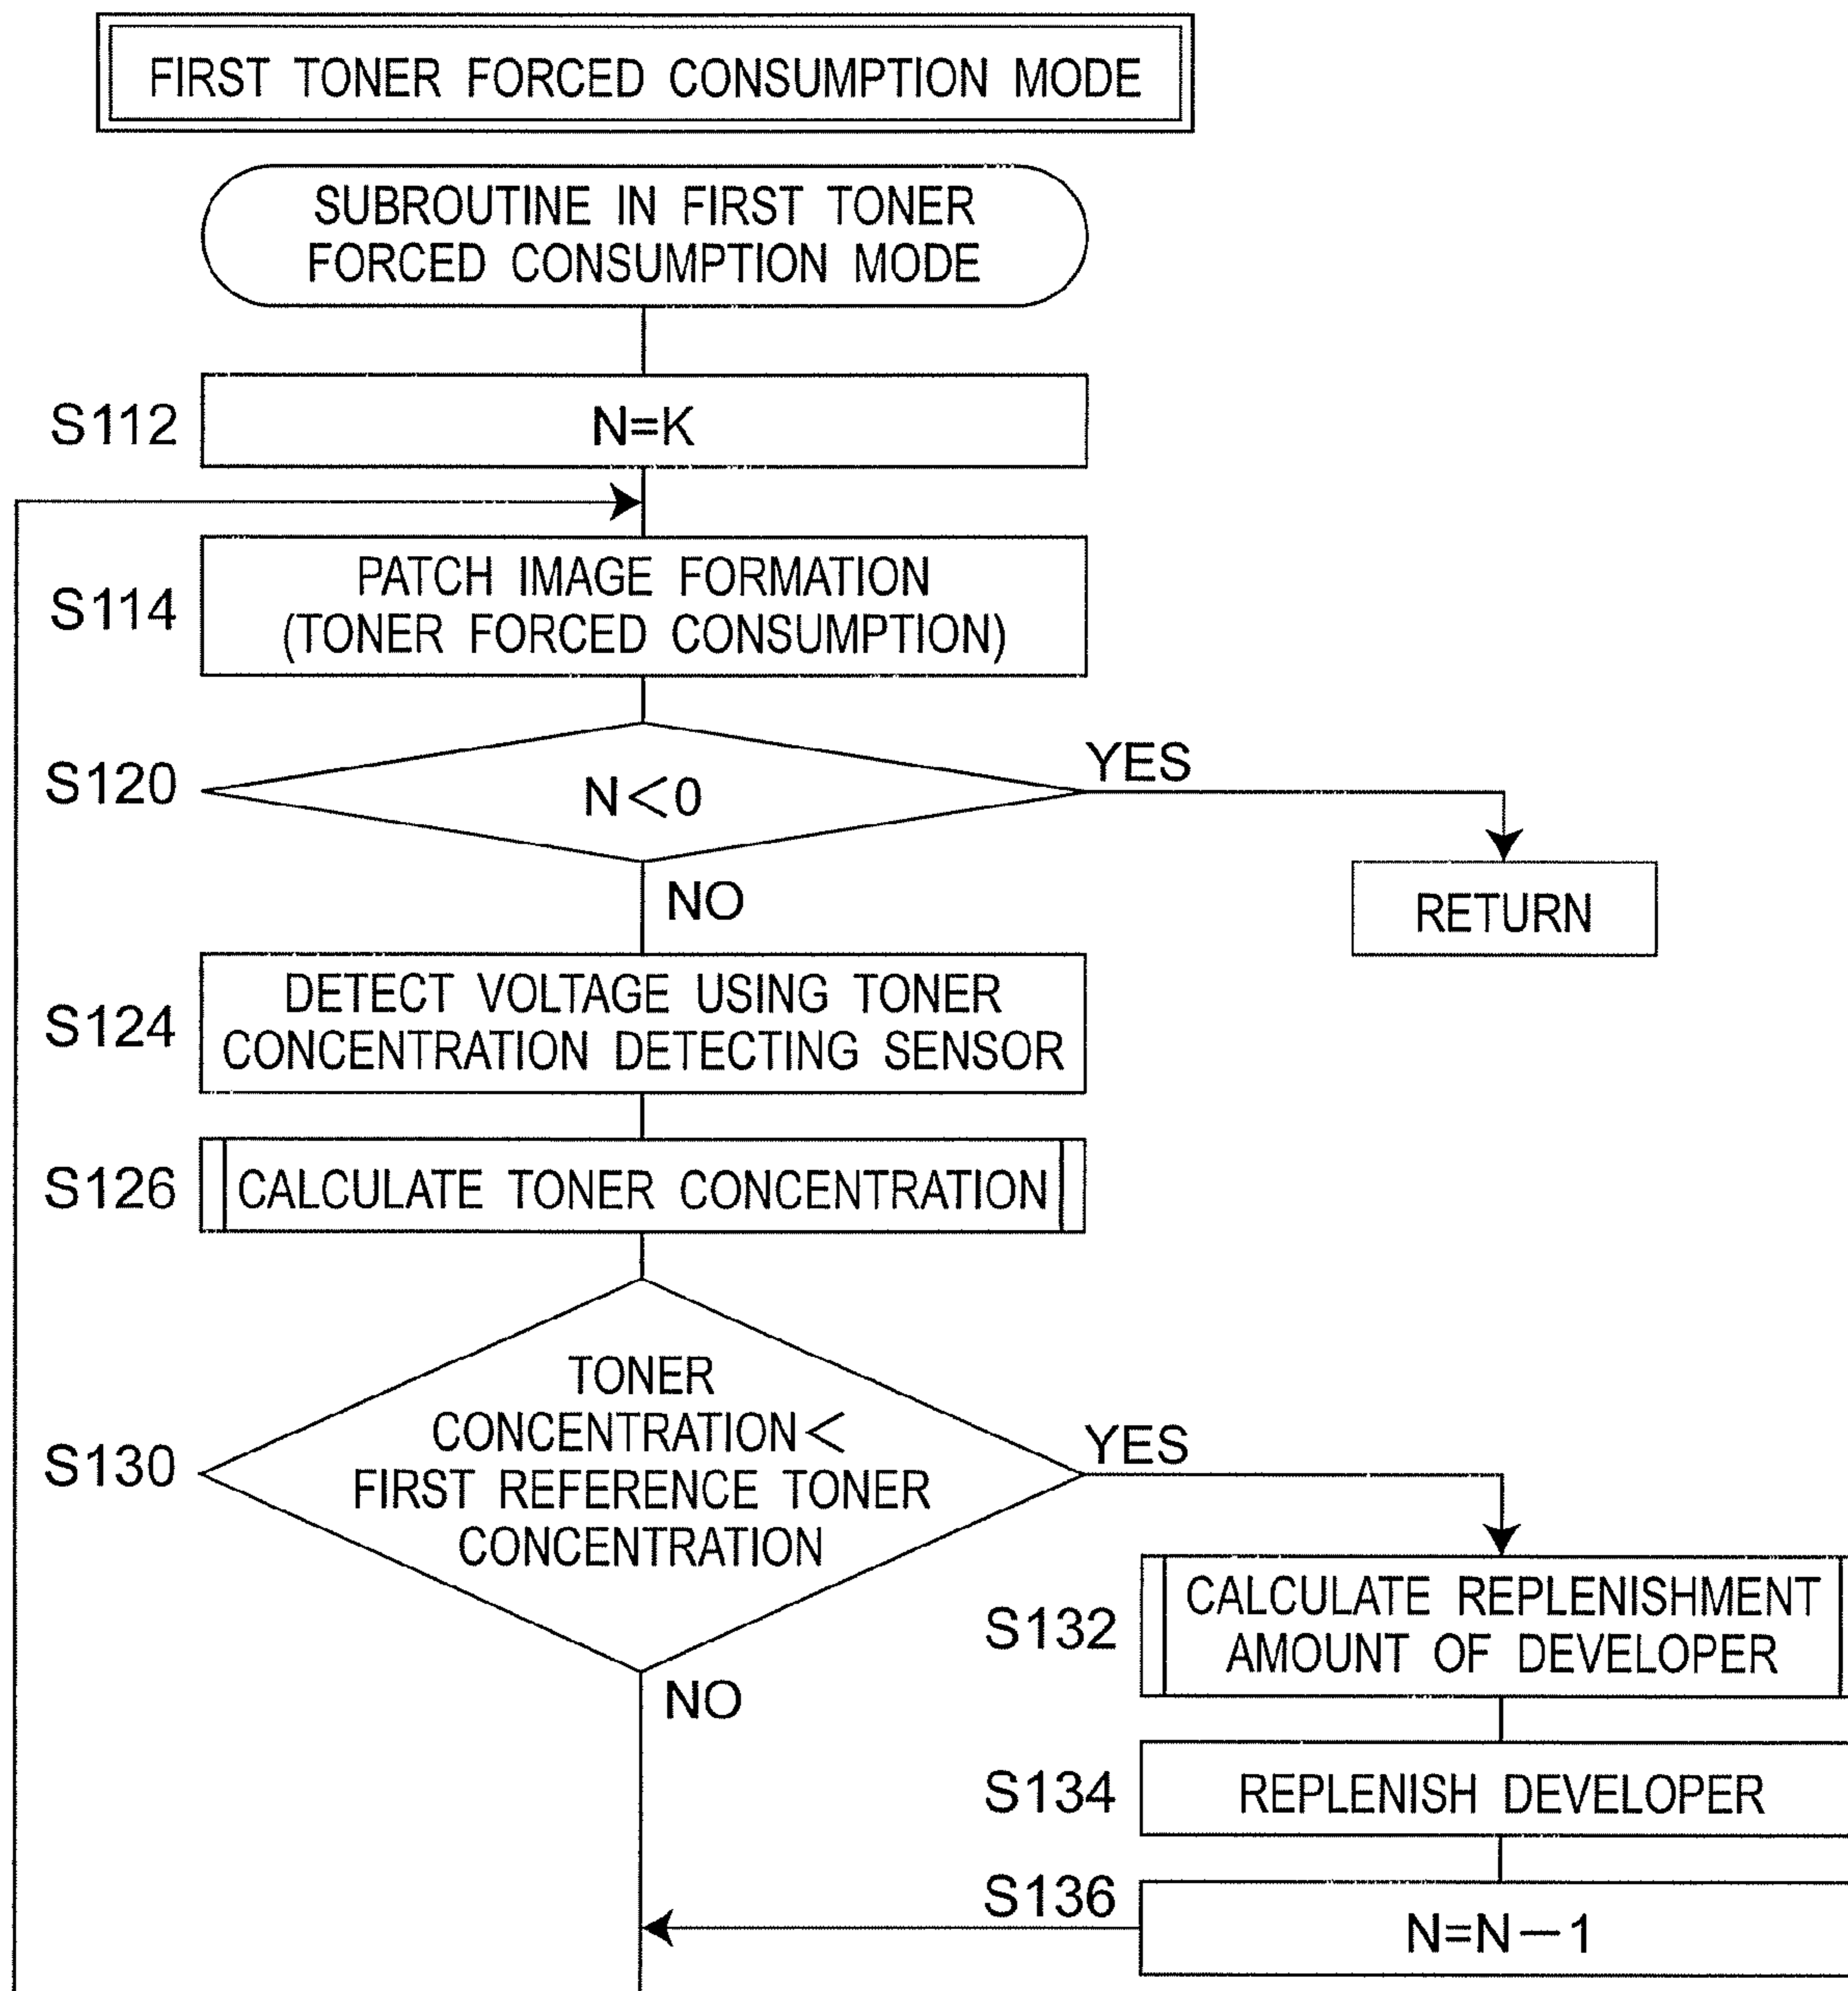 FIRST TONER FORCED CONSUMPTION MODE
SUBROUTINE IN FIRST TONER
FORCED CONSUMPTION MODE
S112
N=K
S114
PATCH IMAGE FORMATION
(TONER FORCED CONSUMPTION)
S120
N<0
YES
NO
RETURN
S124
DETECT VOLTAGE USING TONER
CONCENTRATION DETECTING SENSOR
S126
CALCULATE TONER CONCENTRATION
S130
TONER
CONCENTRATION<
FIRST REFERENCE TONER
CONCENTRATION
YES
NO
S132
CALCULATE REPLENISHMENT
AMOUNT OF DEVELOPER
S134
REPLENISH DEVELOPER
S136
N=N-1